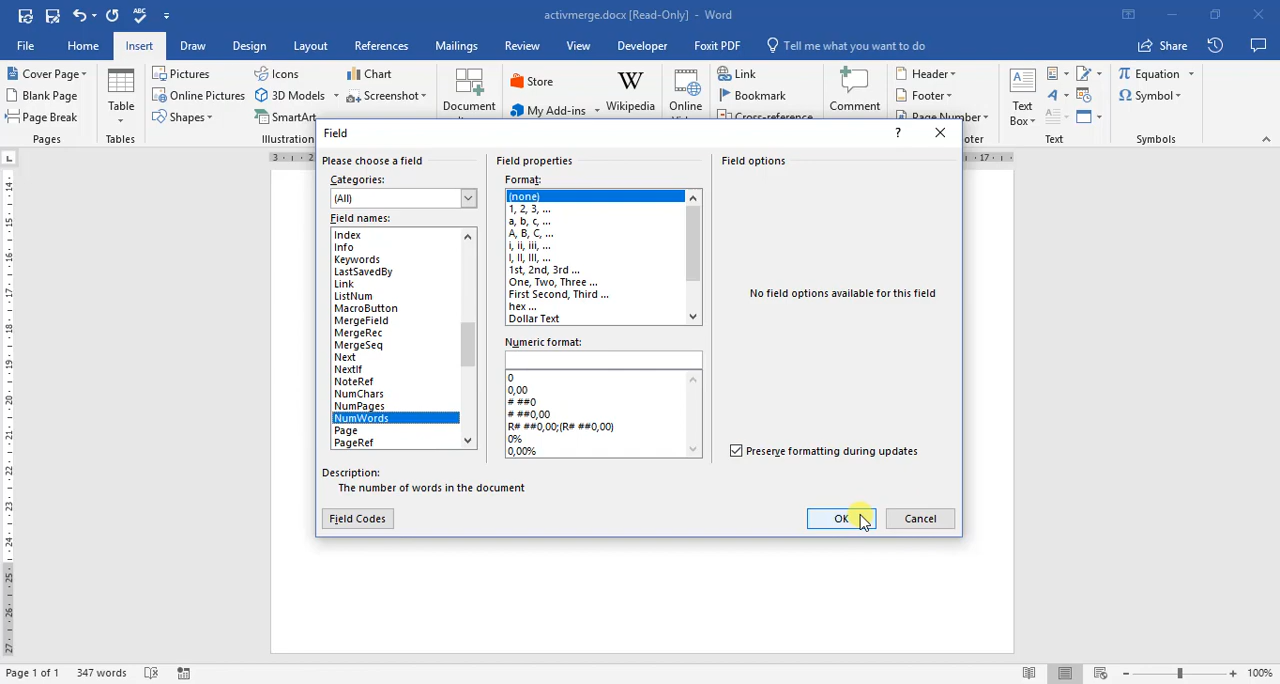 activmerge.docx [Read-Only] - Word
File Home Insert Draw Design Layout References Mailings Review View Developer Foxit PDF Tell me what you want to do Share
Cover Page
Blank Page
Page Break
Pages
Table
Tables
Pictures
Online Pictures
Shapes
Icons
3D Models
SmartArt
Chart
Screenshot
Illustration
Document
Store
My Add-ins
Wikipedia
Online
Link
Bookmark
Cross-reference
Comment
Header
Footer
Page Number
oter
Text
Box
Text
Equation
Symbol
Symbols
Field
Please choose a field
Categories:
(All)
Field names:
Index
Info
Keywords
LastSavedBy
Link
ListNum
MacroButton
MergeField
MergeRec
MergeSeq
Next
NextIf
NoteRef
NumChars
NumPages
NumWords
Page
PageRef
Field properties
Format:
(none)
1, 2, 3, ...
a, b, c, ...
A, B, C, ...
i, ii, iii, ...
I, II, III, ...
1st, 2nd, 3rd ...
One, Two, Three ...
First Second, Third ...
hex ...
Dollar Text
Numeric format:
0
0,00
# ##0
# ##0,00
R# ##0,00;(R# ##0,00)
0%
0,00%
Field options
No field options available for this field
Preserve formatting during updates
Description:
The number of words in the document
Field Codes
OK
Cancel
Page 1 of 1 347 words 100%